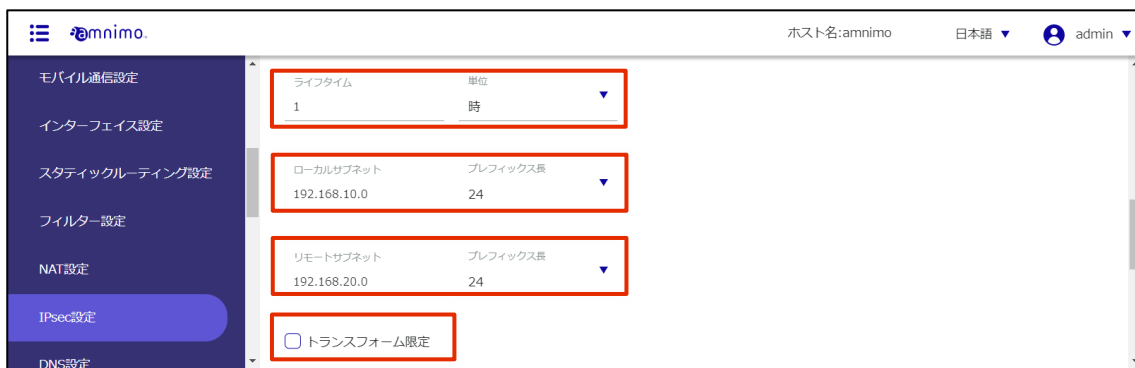 amnimo.
ホスト名:amnimo
日本語
admin
モバイル通信設定
インターフェイス設定
スタティックルーティング設定
フィルター設定
NAT設定
IPsec設定
DNS設定
ライフタイム 単位
1 時
ローカルサブネット プレフィックス長
192.168.10.0 24
リモートサブネット プレフィックス長
192.168.20.0 24
トランスフォーム限定